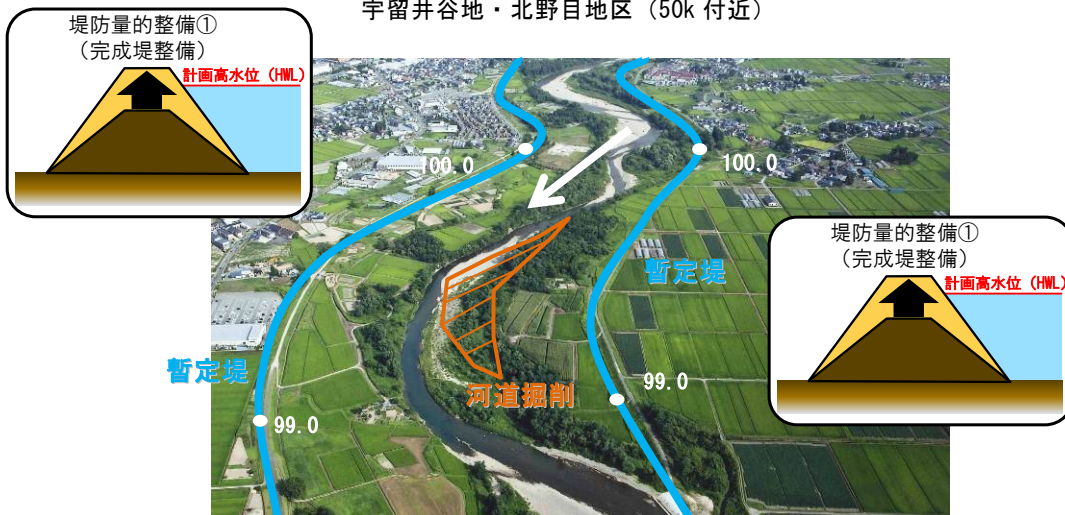 宇留井谷地・北野目地区（50k 付近）
堤防量的整備①
（完成堤整備）
計画高水位（HWL）
100.0
100.0
堤防量的整備①
（完成堤整備）
計画高水位（HWL）
暫定堤
暫定堤
河道掘削
99.0
99.0